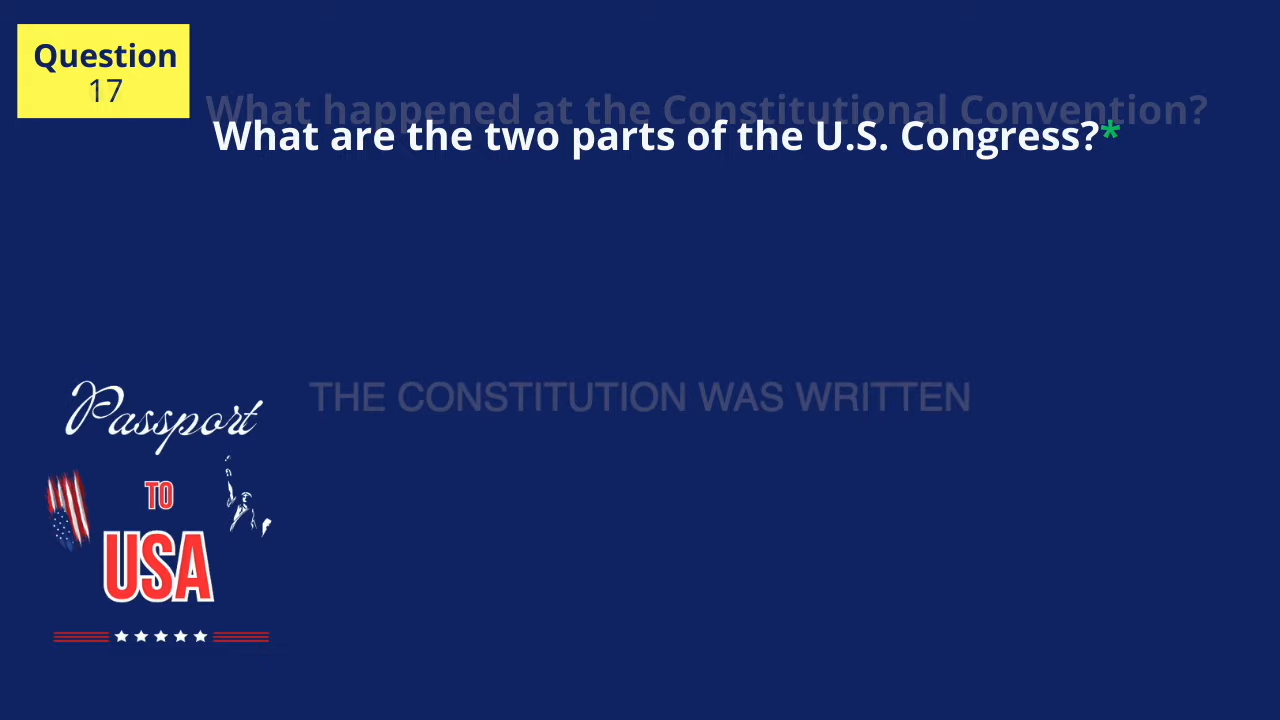 Question
17
What happened at the Constitutional Convention?
What are the two parts of the U.S. Congress?*
THE CONSTITUTION WAS WRITTEN
Passport
TO
USA